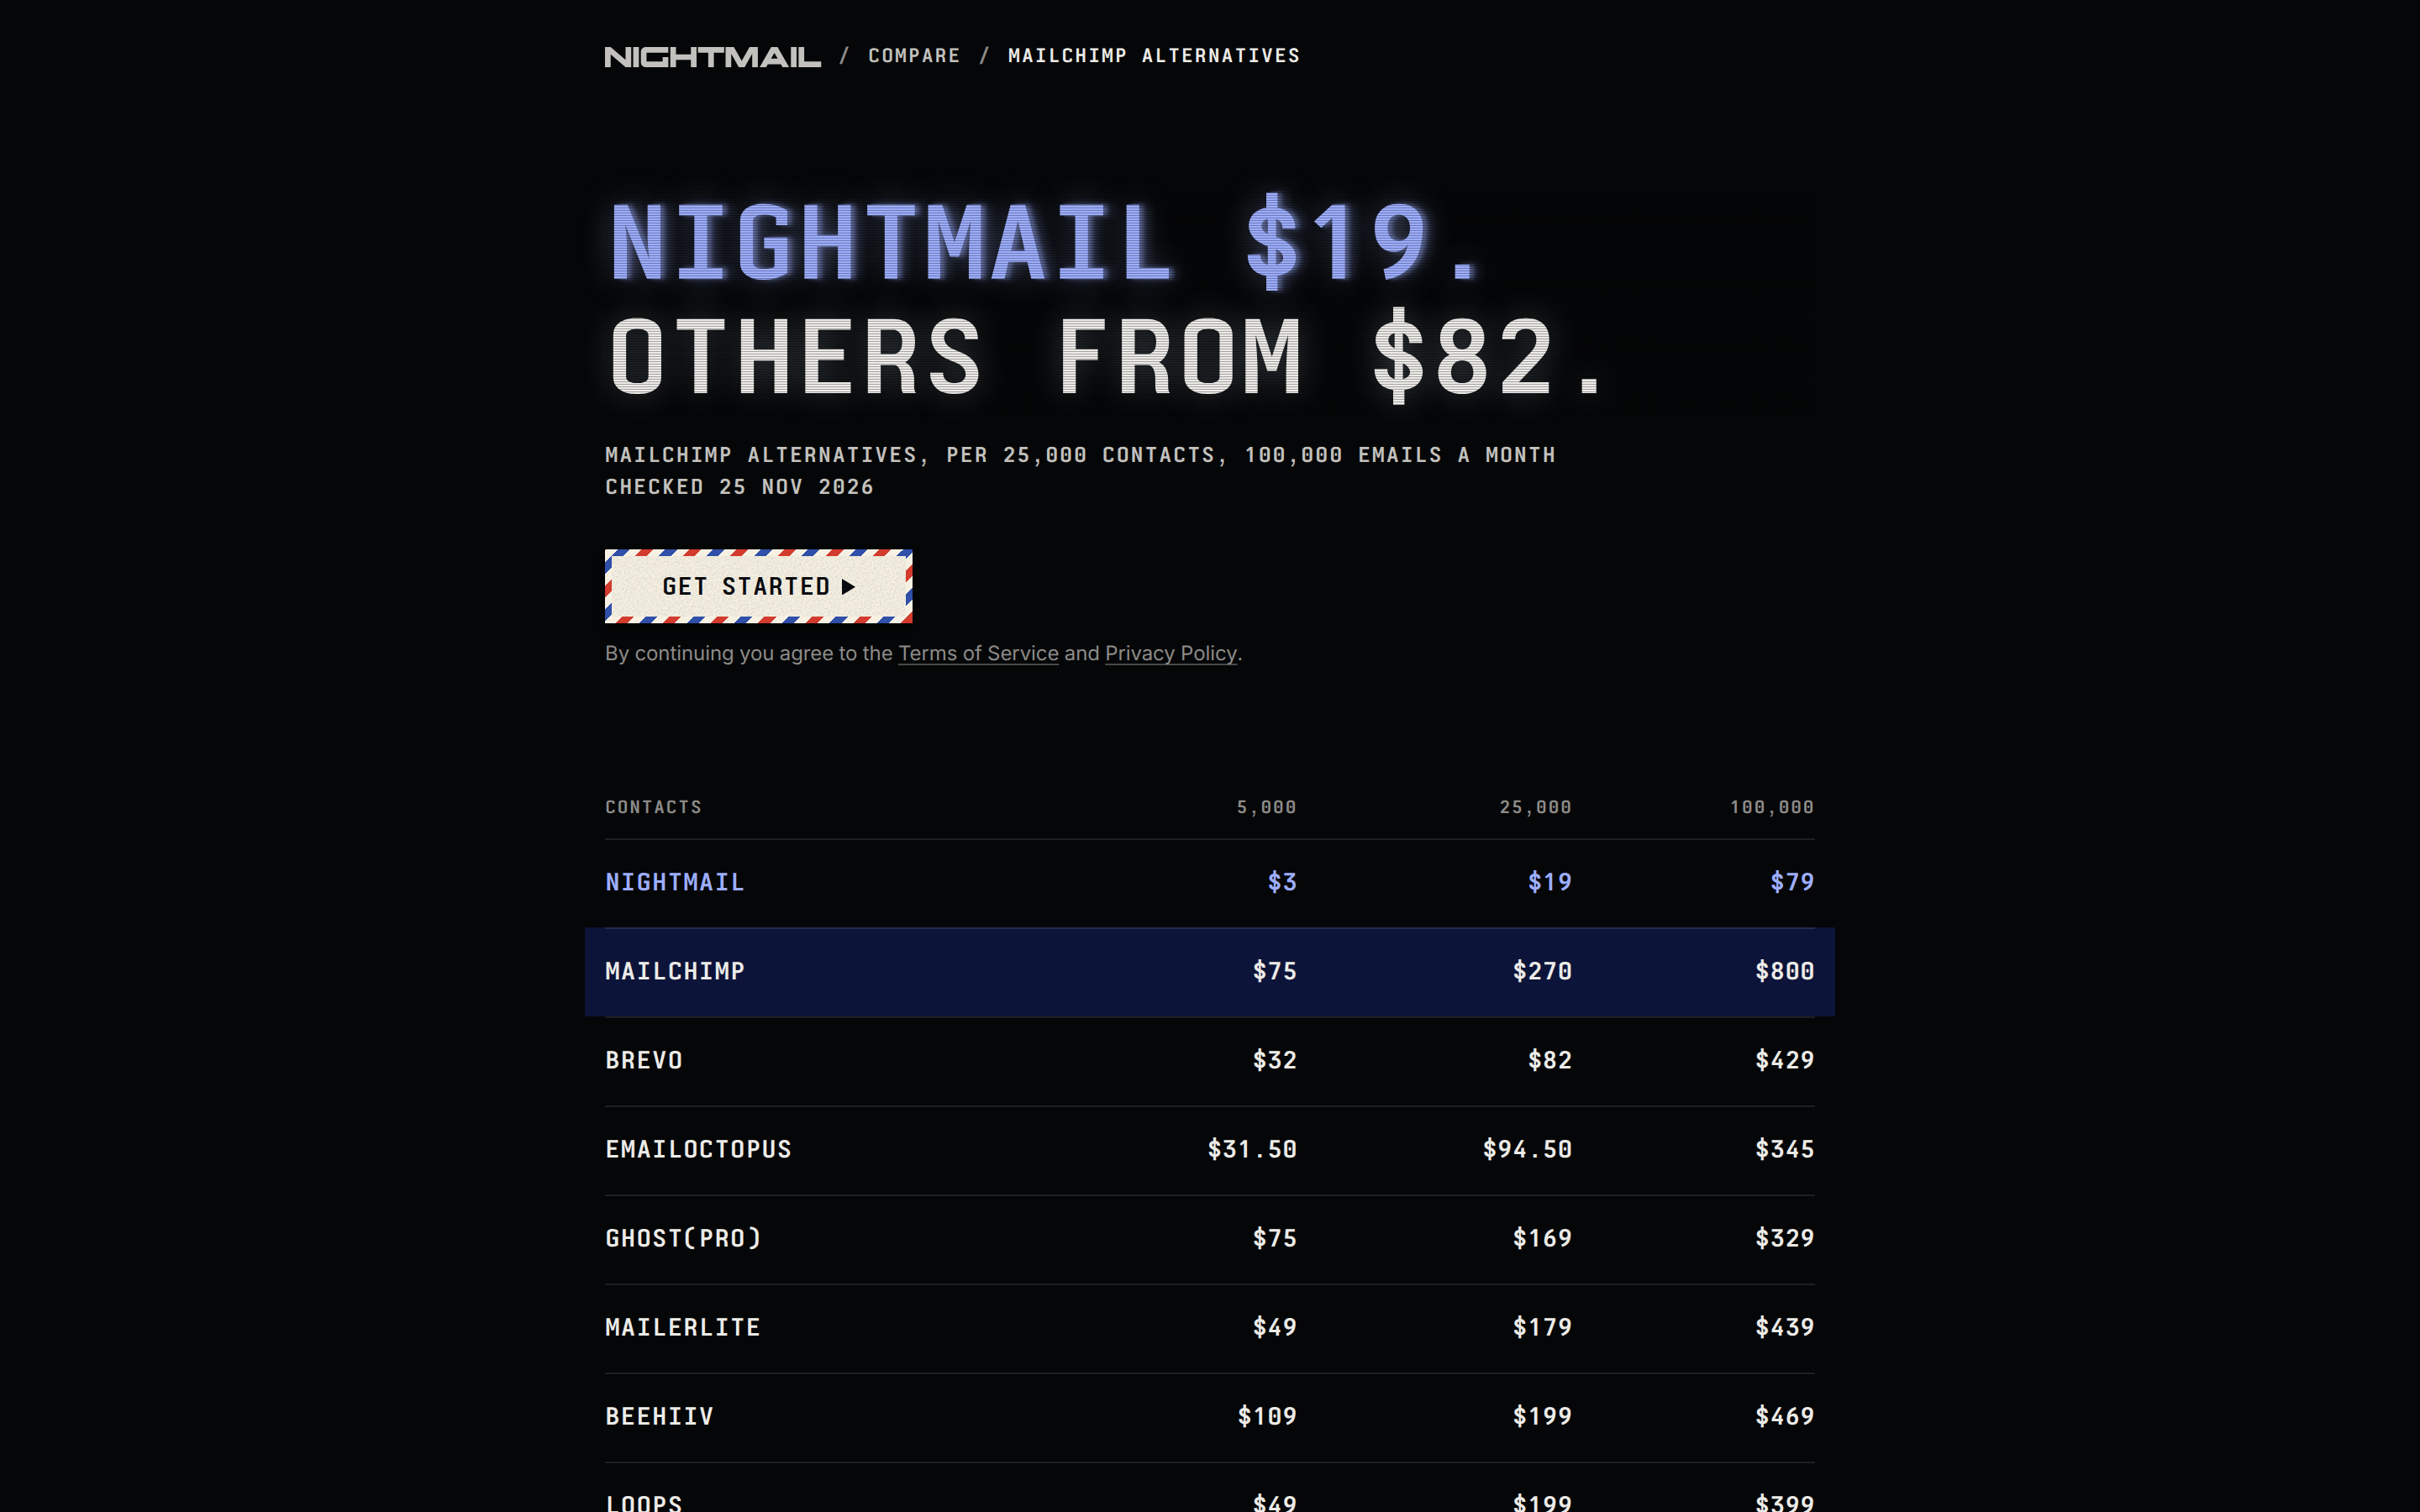 NIGHTMAIL / COMPARE / MAILCHIMP ALTERNATIVES
NIGHTMAIL $19.
OTHERS FROM $82.
MAILCHIMP ALTERNATIVES, PER 25,000 CONTACTS, 100,000 EMAILS A MONTH
CHECKED 25 NOV 2026
GET STARTED ▶
By continuing you agree to the Terms of Service and Privacy Policy.
CONTACTS 5,000 25,000 100,000
NIGHTMAIL $3 $19 $79
MAILCHIMP $75 $270 $800
BREVO $32 $82 $429
EMAILOCTOPUS $31.50 $94.50 $345
GHOST(PRO) $75 $169 $329
MAILERLITE $49 $179 $439
BEEHIIV $109 $199 $469
LOOPS $49 $199 $399